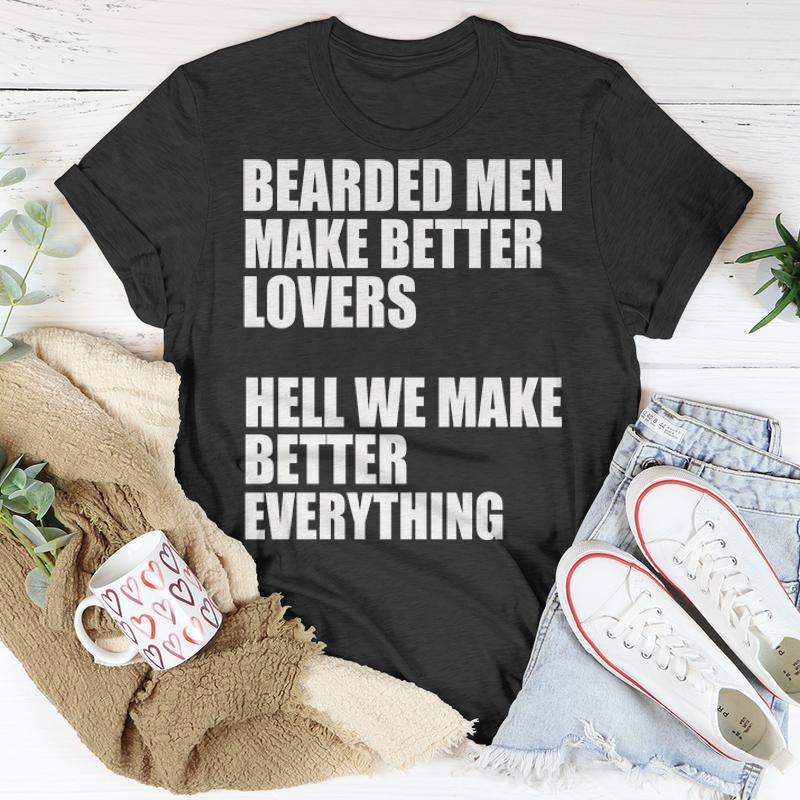 BEARDED MEN
MAKE BETTER
LOVERS
HELL WE MAKE
BETTER
EVERYTHING